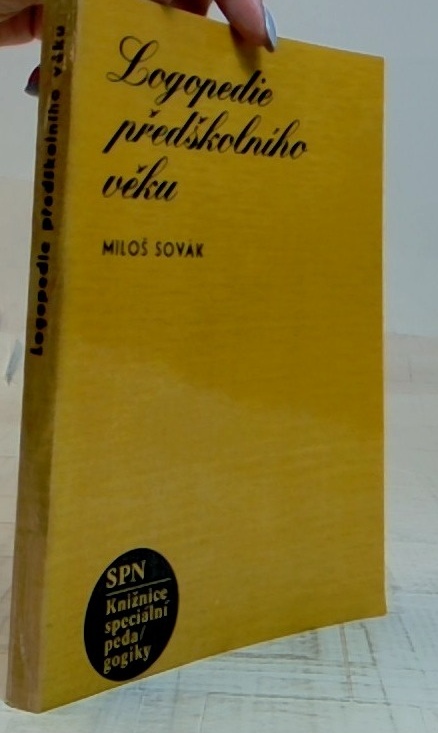 Logopedie předškolního věku
Logopedie
předškolního
věku
MILOŠ SOVÁK
SPN
Knižnice
speciální
peda/
gogiky